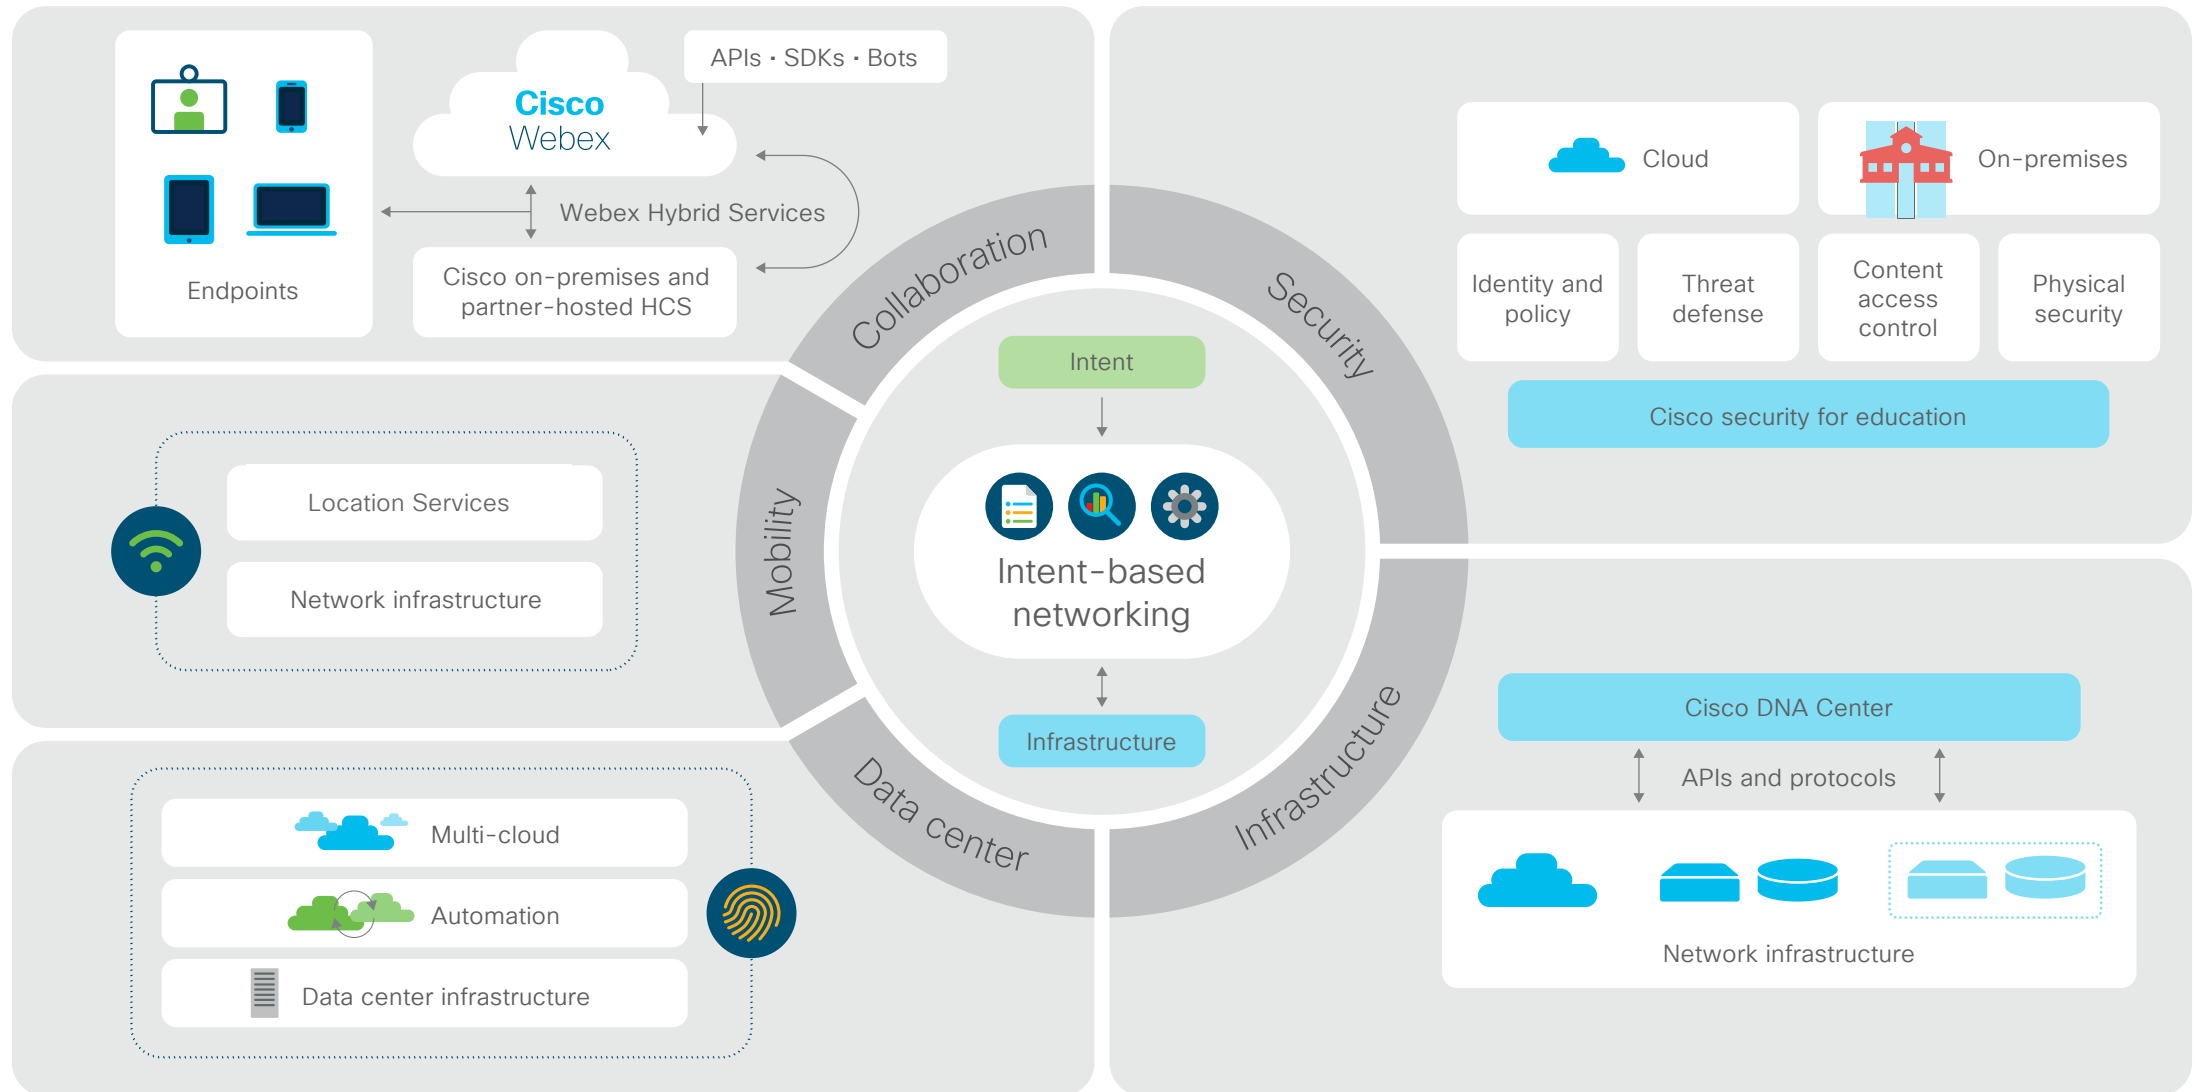 APIs · SDKs · Bots
Cisco
Webex
Webex Hybrid Services
Endpoints
Cisco on-premises and
partner-hosted HCS
Collaboration
Security
Cloud
On-premises
Identity and
policy
Threat
defense
Content
access
control
Physical
security
Cisco security for education
Intent
Intent-based
networking
Infrastructure
Mobility
Location Services
Network infrastructure
Data center
Multi-cloud
Automation
Data center infrastructure
Infrastructure
Cisco DNA Center
APIs and protocols
Network infrastructure